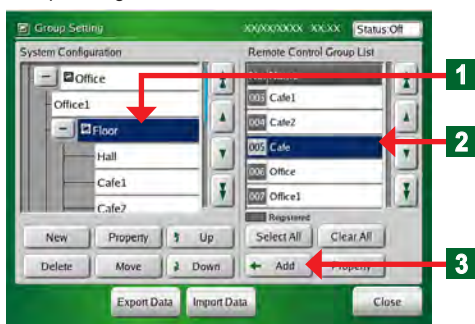 Group Setting XX/XX/XXXX XX:XX Status:Off
System Configuration
Remote Control Group List
Office
Office1
Floor
Hall
Cafe1
Cafe2
No. Name
003 Cafe1
004 Cafe2
005 Cafe
006 Office
007 Office1
Registered
New Property Up
Delete Move Down
Select All Clear All
Add Property
Export Data Import Data Close
1
2
3